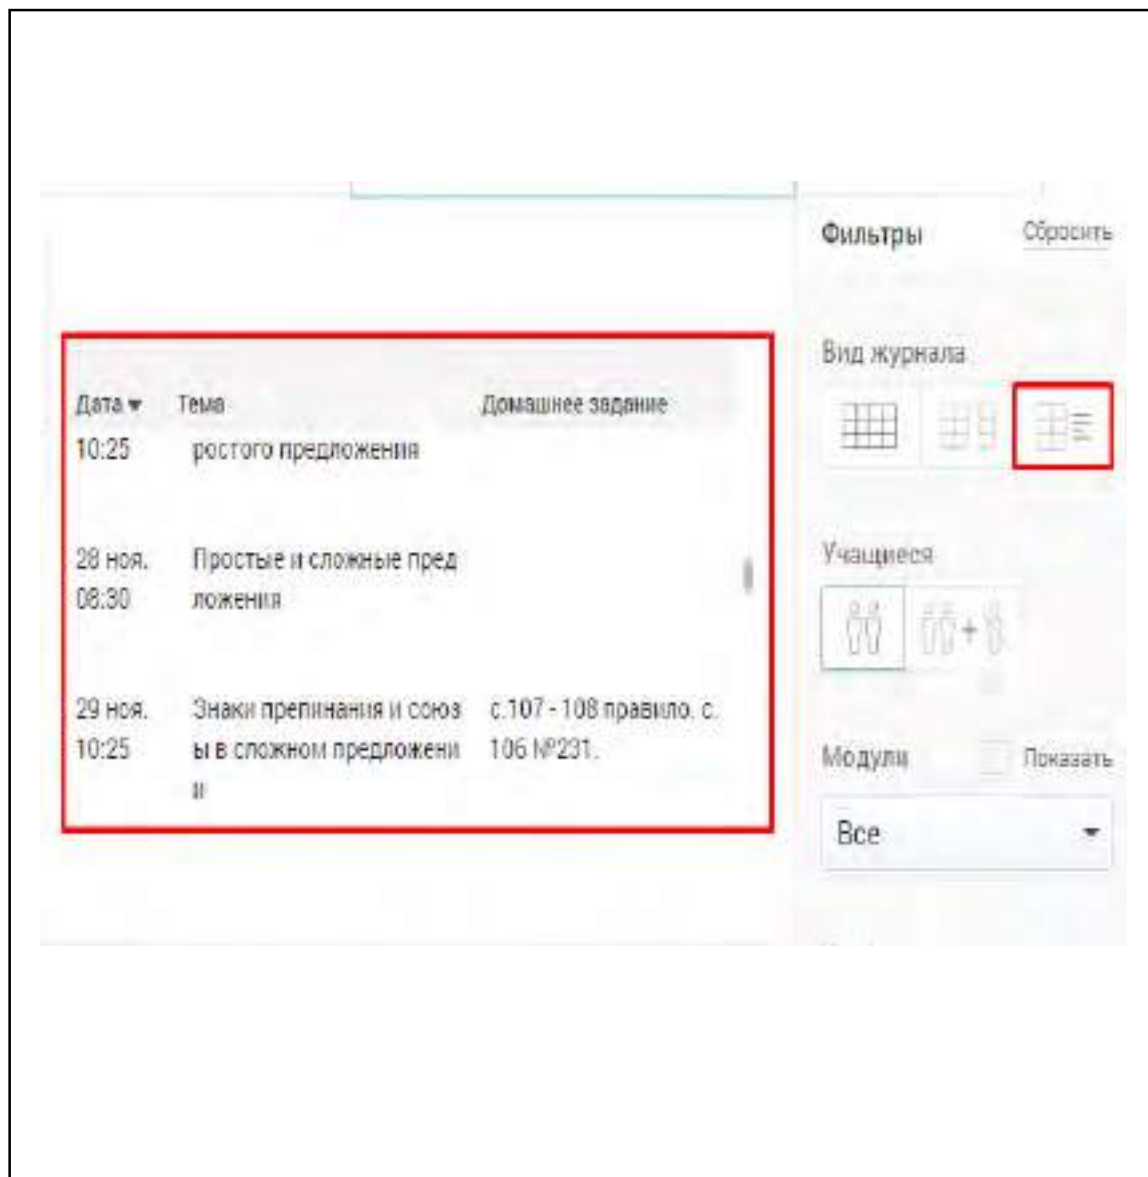 Фильтры Сбросить
Вид журнала
Дата Тема Домашнее задание
10:25 ростого предложения
28 ноя. Простые и сложные пред
08:30 ложения
Учащиеся
29 ноя. Знаки препинания и союз с.107 - 108 правило. с.
10:25 ы в сложном предложени 106 №231.
и
Модули Показать
Все